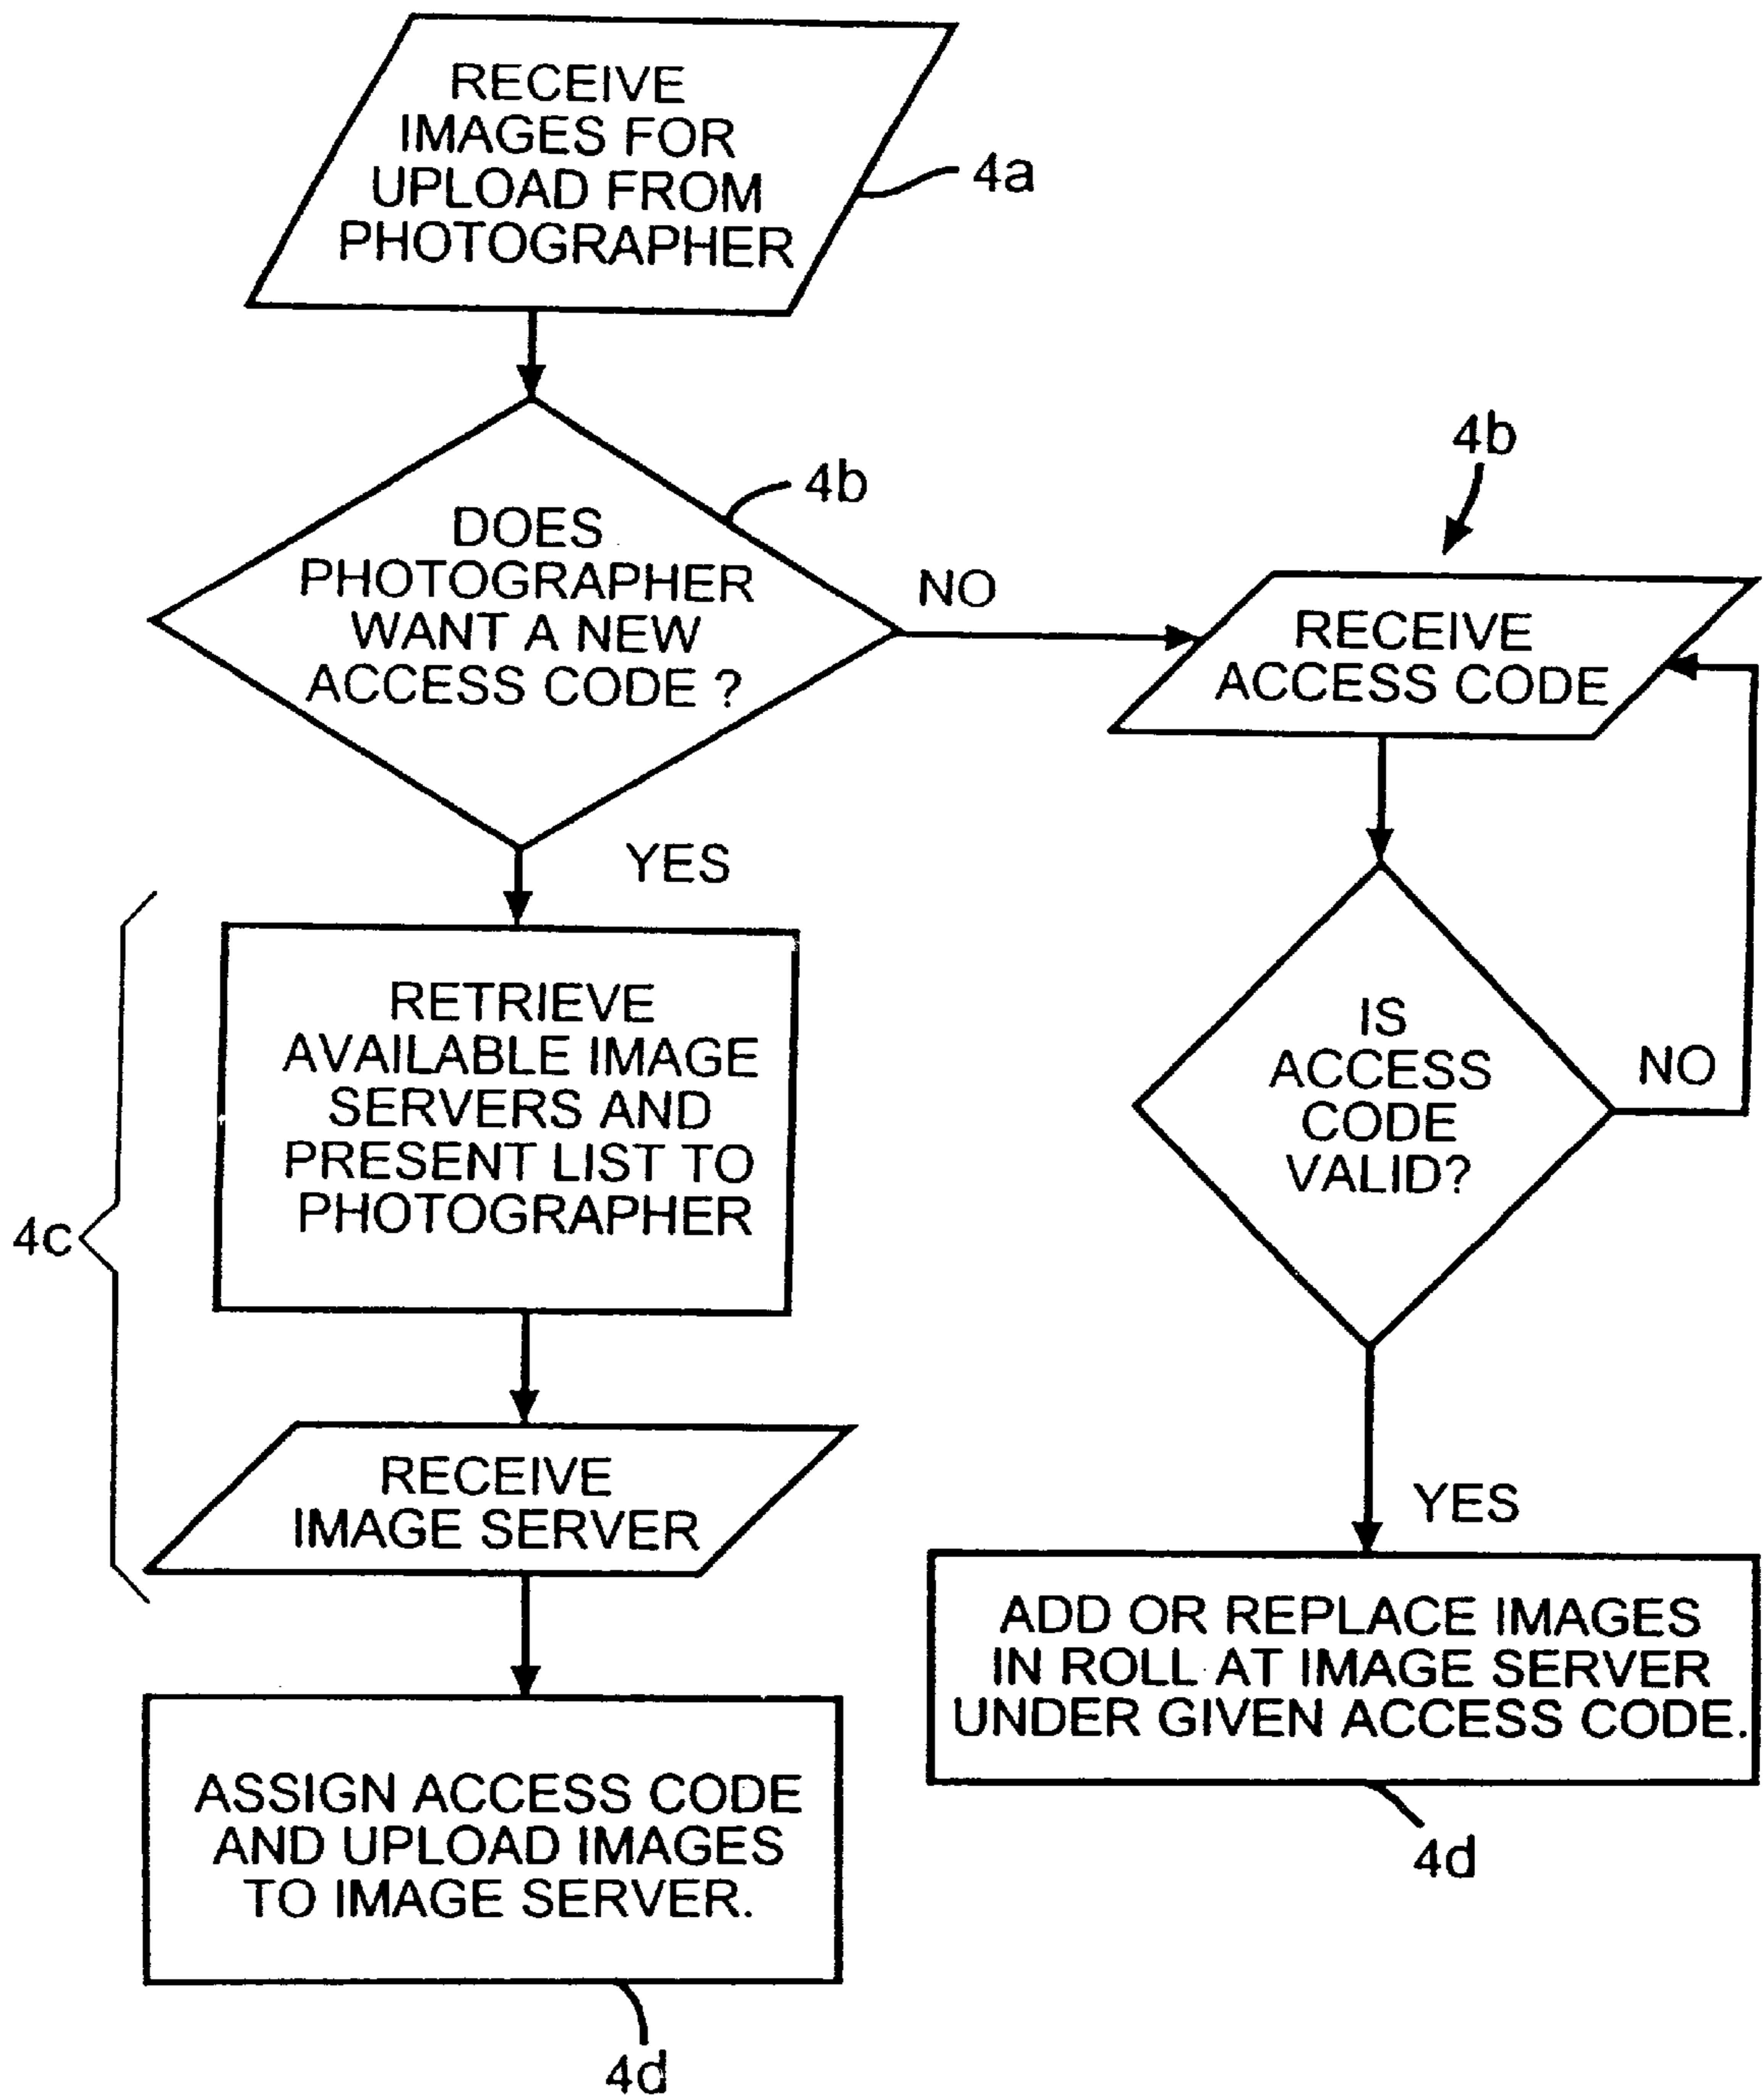 RECEIVE
IMAGES FOR
UPLOAD FROM
PHOTOGRAPHER
4a
DOES
PHOTOGRAPHER
WANT A NEW
ACCESS CODE ?
4b
NO
YES
4b
RECEIVE
ACCESS CODE
IS
ACCESS
CODE
VALID?
NO
YES
ADD OR REPLACE IMAGES
IN ROLL AT IMAGE SERVER
UNDER GIVEN ACCESS CODE.
4d
4c
RETRIEVE
AVAILABLE IMAGE
SERVERS AND
PRESENT LIST TO
PHOTOGRAPHER
RECEIVE
IMAGE SERVER
ASSIGN ACCESS CODE
AND UPLOAD IMAGES
TO IMAGE SERVER.
4d